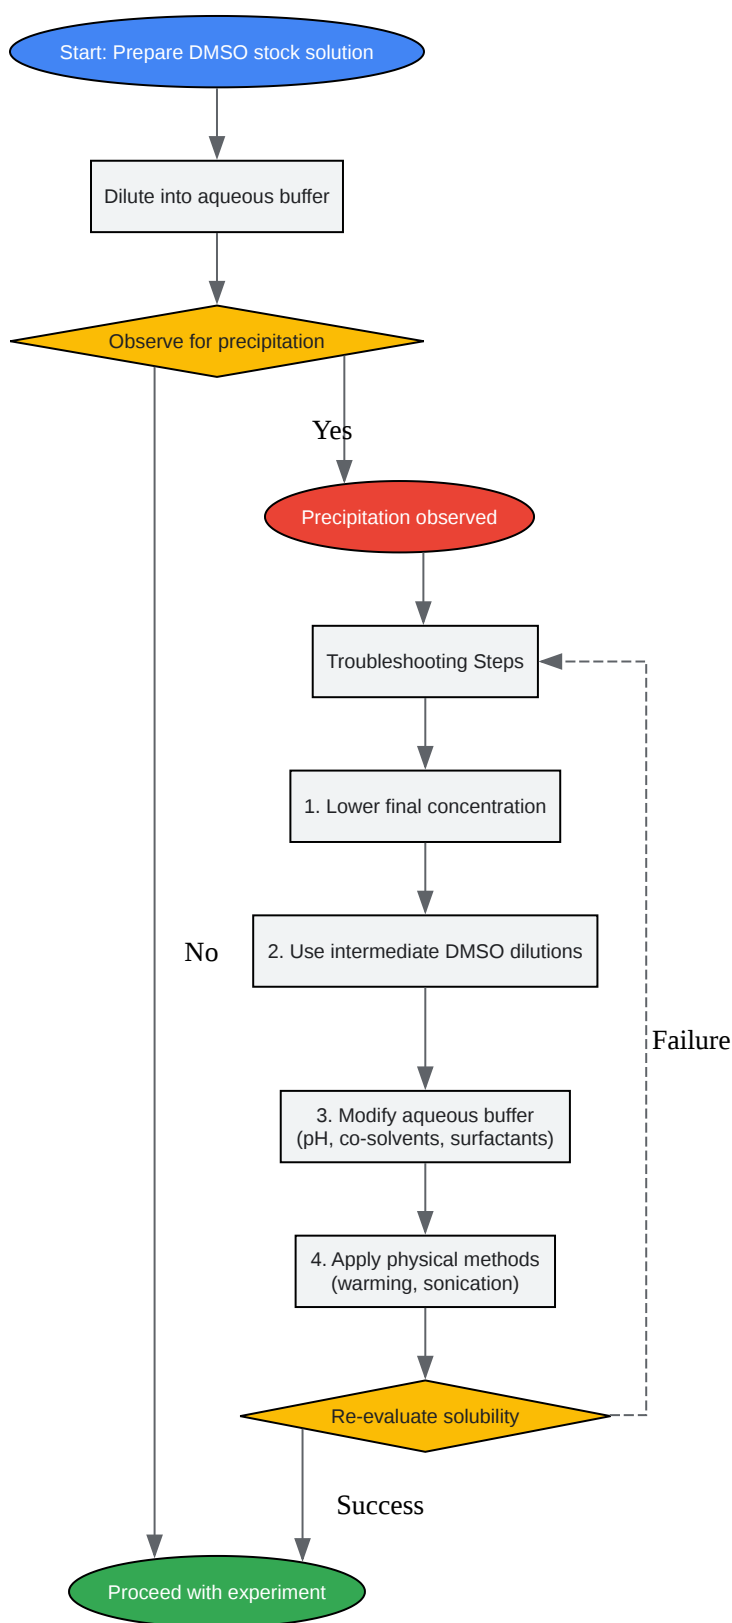 Start: Prepare DMSO stock solution
Dilute into aqueous buffer
Observe for precipitation
Yes
Precipitation observed
Troubleshooting Steps
1. Lower final concentration
No
2. Use intermediate DMSO dilutions
Failure
3. Modify aqueous buffer
(pH, co-solvents, surfactants)
4. Apply physical methods
(warming, sonication)
Re-evaluate solubility
Success
Proceed with experiment